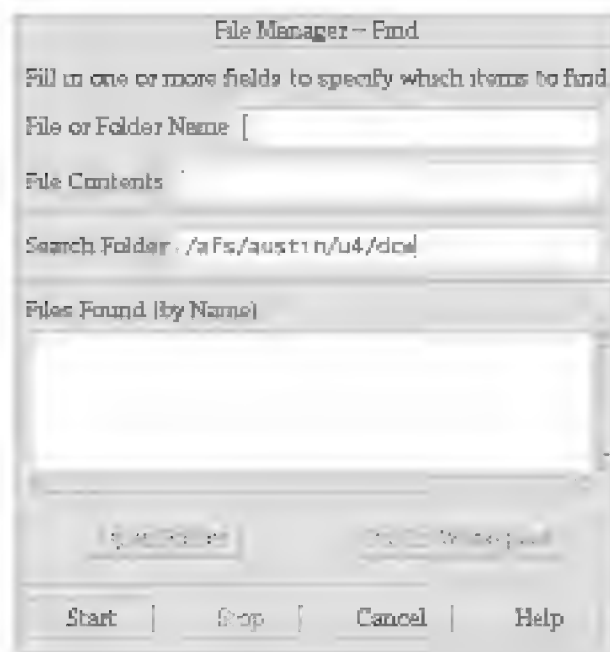 File Manager – Find
Fill in one or more fields to specify which items to find.
File or Folder Name
File Contents
Search Folder /afs/austin/u4/dce
Files Found (by Name)
Start Stop Cancel Help